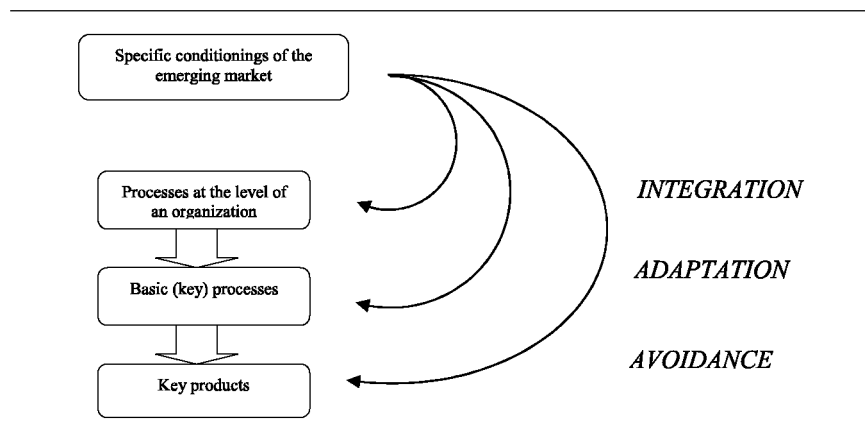 Specific conditionings of the
emerging market
Processes at the level of
an organization
INTEGRATION
Basic (key) processes
ADAPTATION
Key products
AVOIDANCE